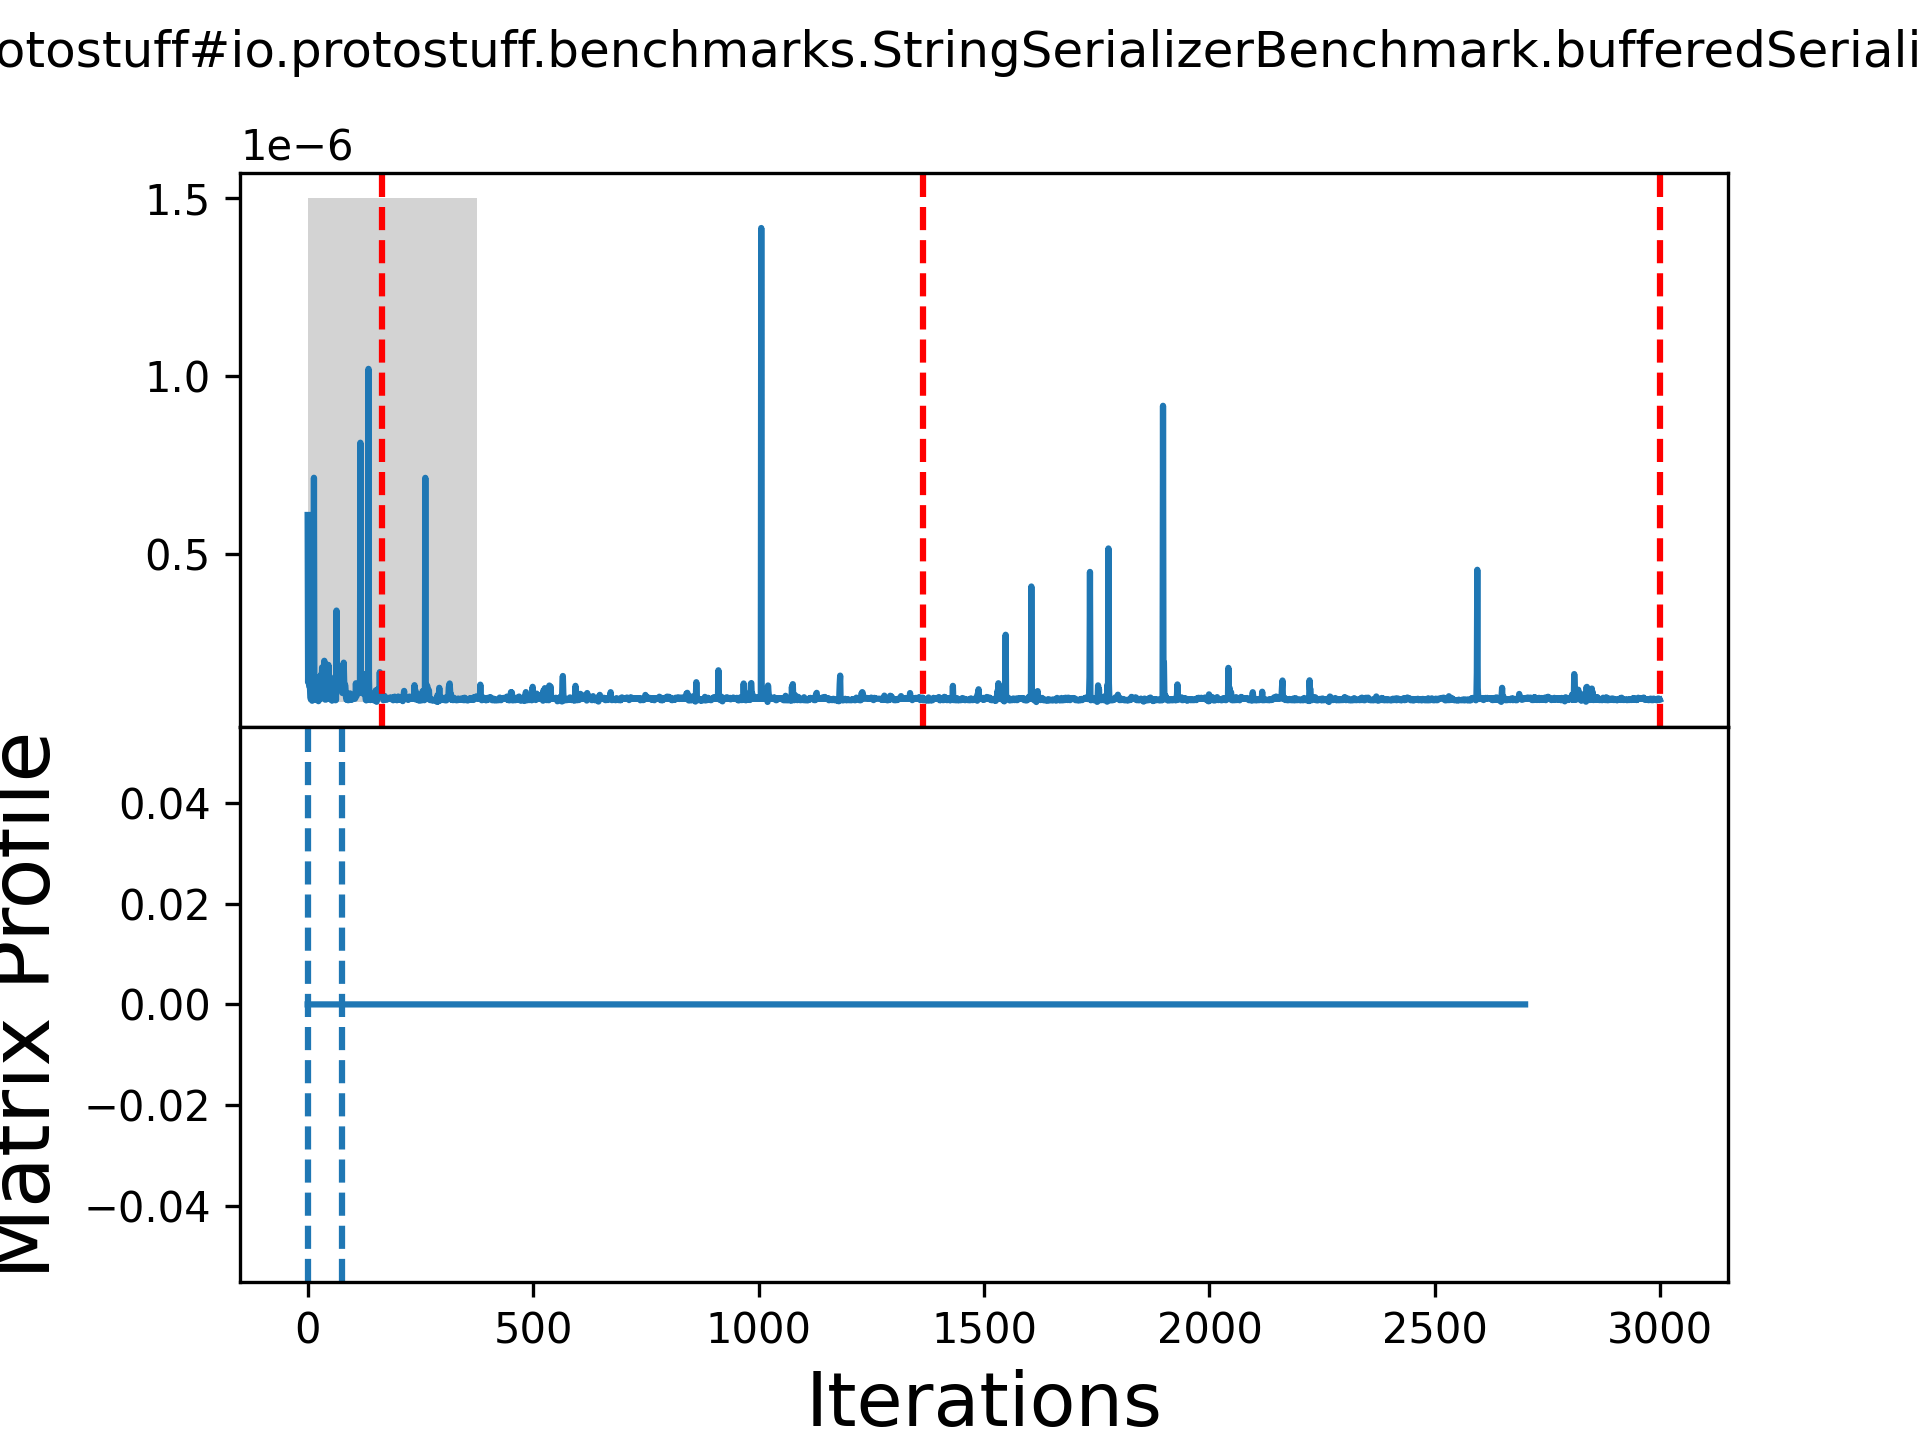 otostuff#io.protostuff.benchmarks.StringSerializerBenchmark.bufferedSeriali
1e−6
1.5
1.0
0.5
Matrix Profile
0.04
0.02
0.00
−0.02
−0.04
0 500 1000 1500 2000 2500 3000
Iterations